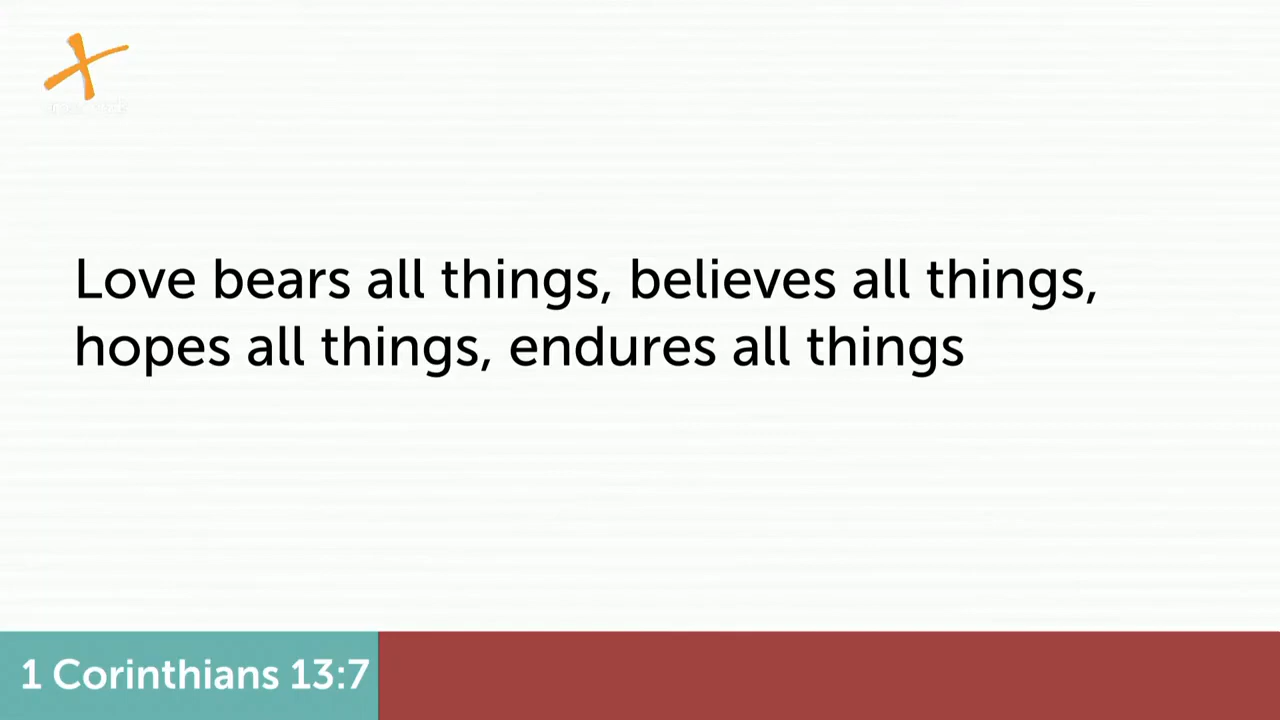 Love bears all things, believes all things,
hopes all things, endures all things
1 Corinthians 13:7